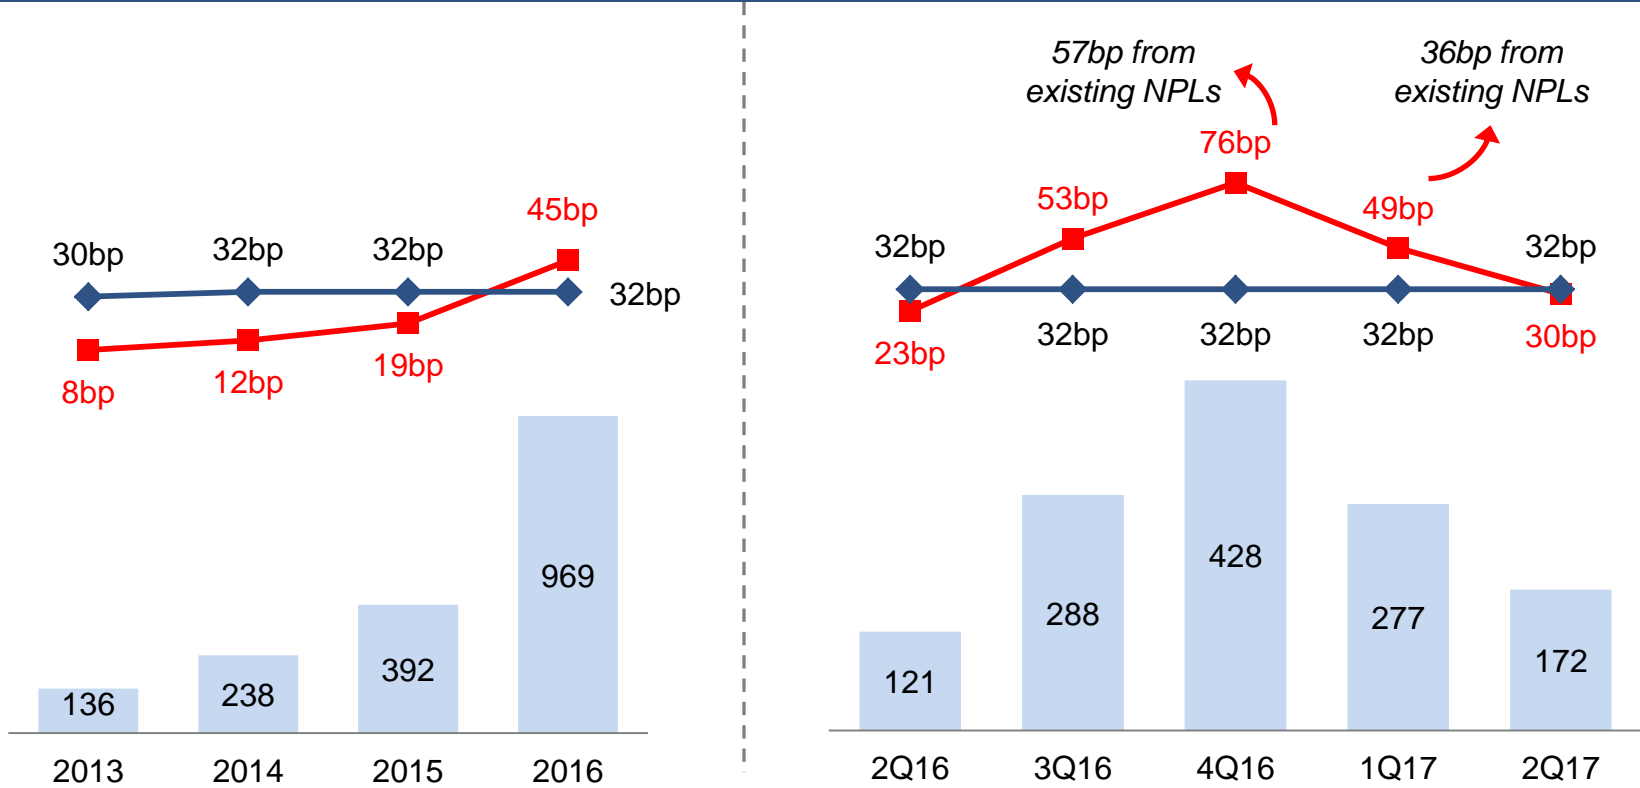 30bp
32bp
32bp
45bp
32bp
8bp
12bp
19bp
136
238
392
969
2013
2014
2015
2016
57bp from
existing NPLs
36bp from
existing NPLs
76bp
53bp
49bp
32bp
32bp
23bp
32bp
32bp
32bp
30bp
121
288
428
277
172
2Q16
3Q16
4Q16
1Q17
2Q17